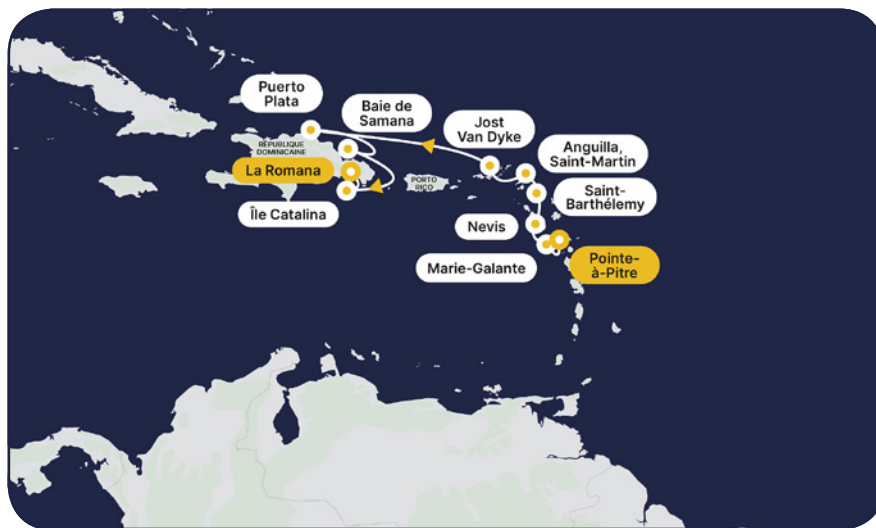 Puerto
Plata
Baie de
Samana
Jost
Van Dyke
Anguilla,
Saint-Martin
RÉPUBLIQUE
DOMINICAINE
La Romana
PORTO
RICO
Saint-
Barthélemy
Île Catalina
Nevis
Marie-Galante
Pointe-
à-Pitre